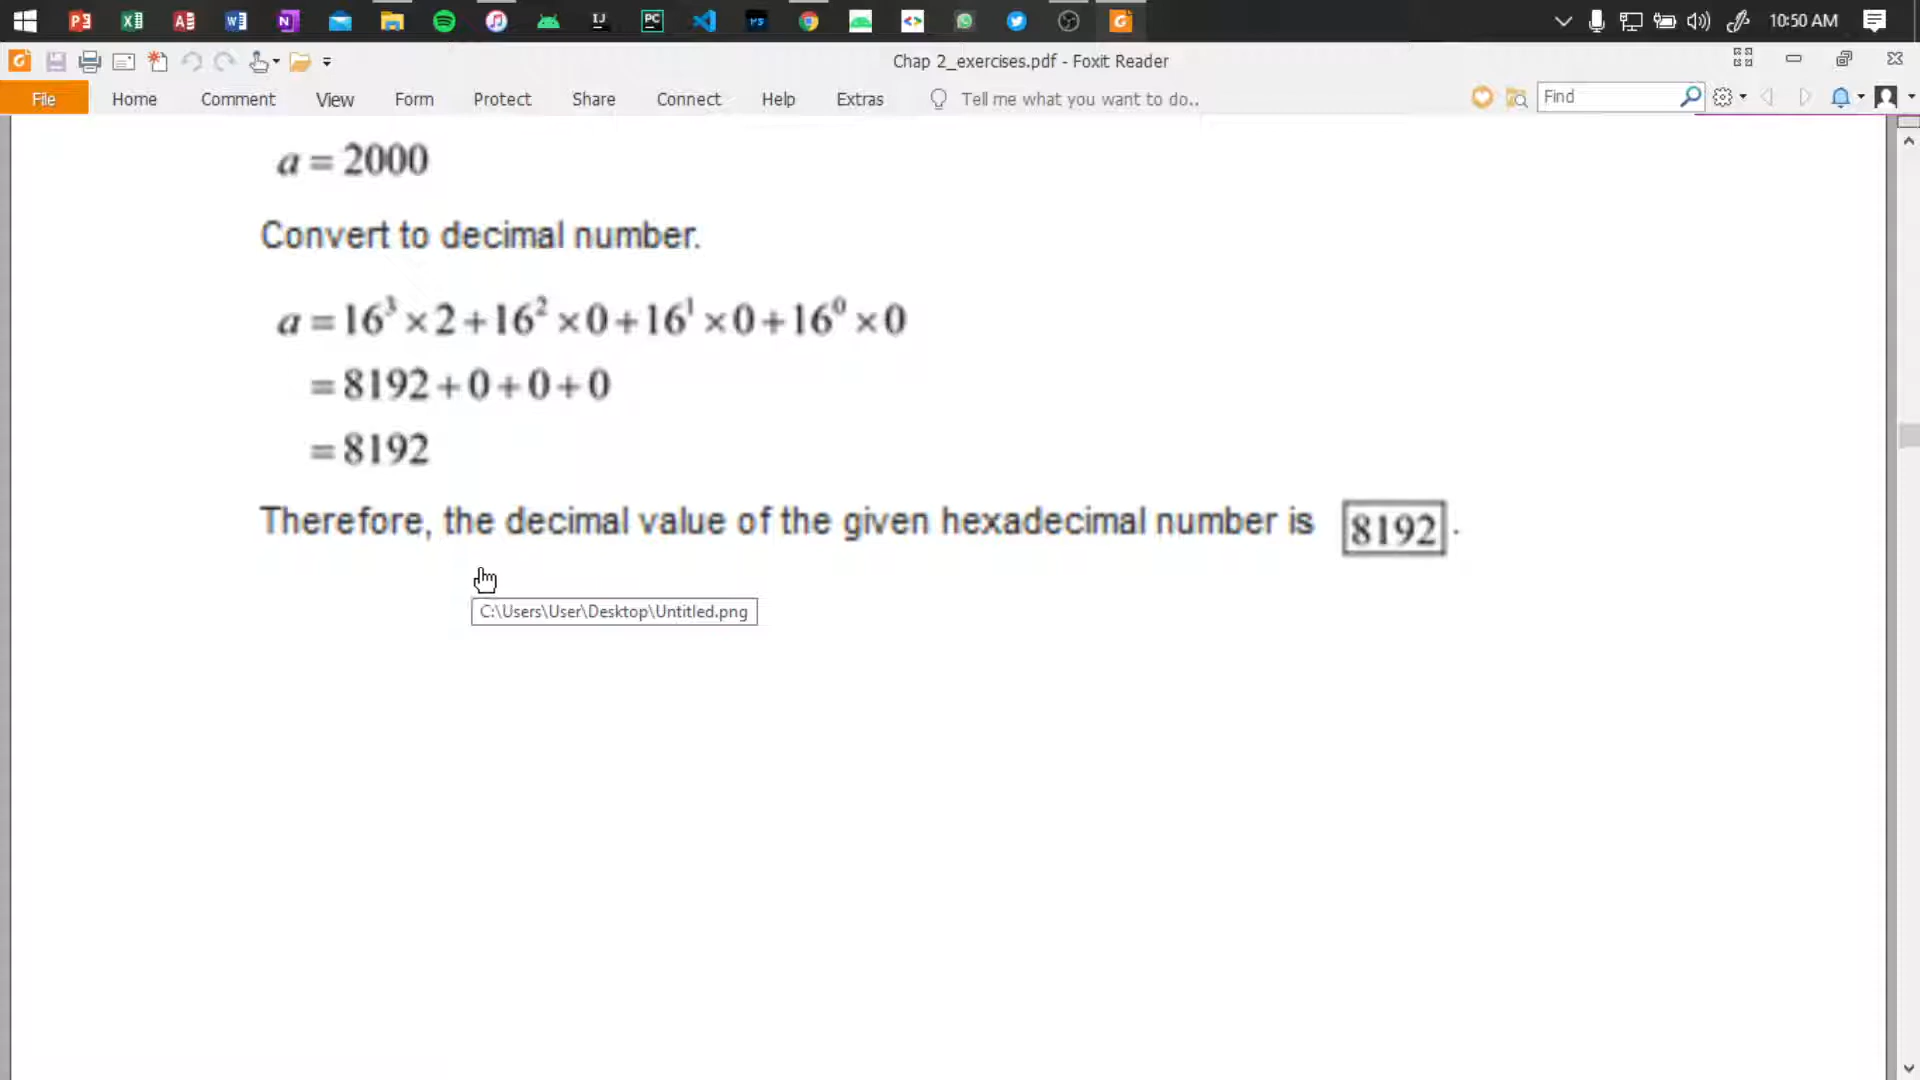 10:50 AM
Chap 2_exercises.pdf - Foxit Reader
File Home Comment View Form Protect Share Connect Help Extras Tell me what you want to do.. Find
a = 2000
Convert to decimal number.
a = 16³ × 2 + 16² × 0 + 16¹ × 0 + 16⁰ × 0
= 8192 + 0 + 0 + 0
= 8192
Therefore, the decimal value of the given hexadecimal number is 8192 .
C:\Users\User\Desktop\Untitled.png